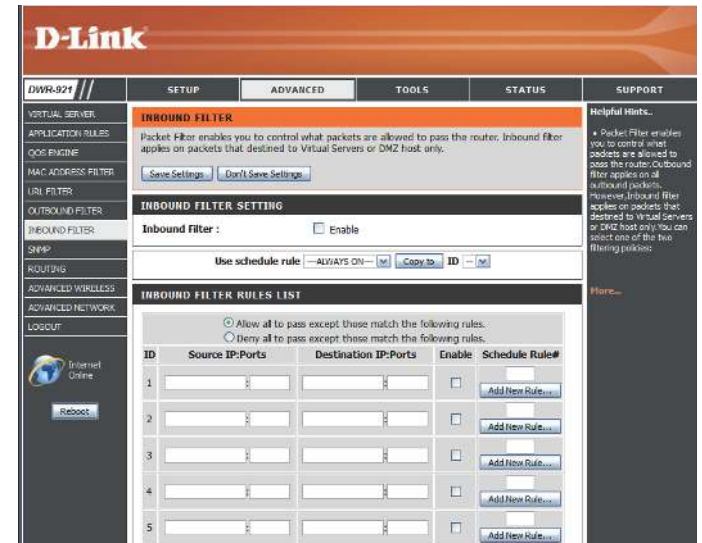 D-Link
DWR-921
SETUP
ADVANCED
TOOLS
STATUS
SUPPORT
VIRTUAL SERVER
APPLICATION RULES
QOS ENGINE
MAC ADDRESS FILTER
URL FILTER
OUTBOUND FILTER
INBOUND FILTER
SNMP
ROUTING
ADVANCED WIRELESS
ADVANCED NETWORK
LOGOUT
Internet
Online
Reboot
INBOUND FILTER
Packet Filter enables you to control what packets are allowed to pass the router. Inbound filter
applies on packets that destined to Virtual Servers or DMZ host only.
Save Settings Don't Save Settings
INBOUND FILTER SETTING
Inbound Filter : Enable
Use schedule rule ---ALWAYS ON--- Copy to ID --
INBOUND FILTER RULES LIST
Allow all to pass except those match the following rules.
Deny all to pass except those match the following rules.
ID Source IP:Ports Destination IP:Ports Enable Schedule Rule#
1 : : Add New Rule...
2 : : Add New Rule...
3 : : Add New Rule...
4 : : Add New Rule...
5 : : Add New Rule...
Helpful Hints..
• Packet Filter enables
you to control what
packets are allowed to
pass the router.Outbound
filter applies on all
outbound packets.
However,Inbound filter
applies on packets that
destined to Virtual Servers
or DMZ host only.You can
select one of the two
filtering policies:
More...